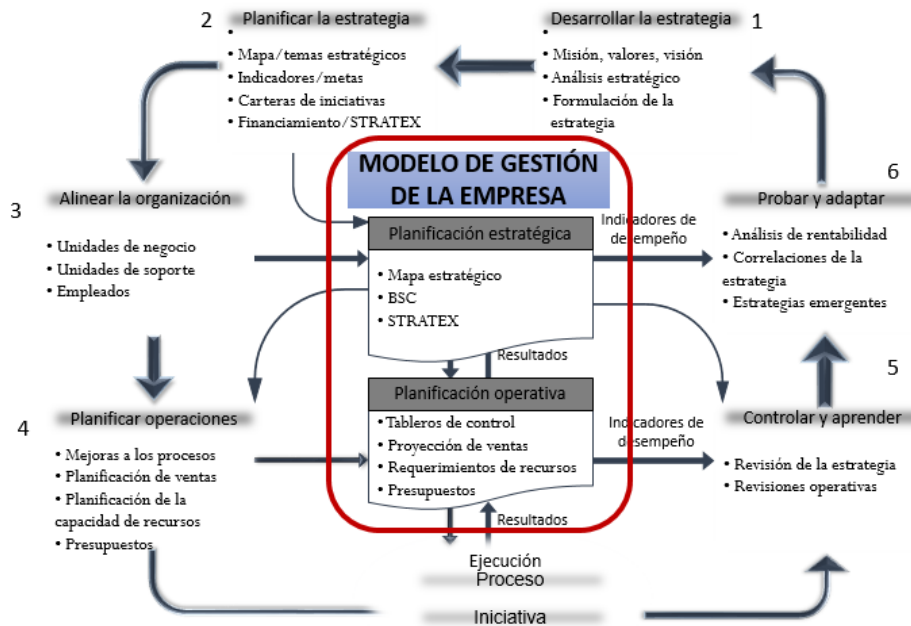 2
Planificar la estrategia
•
• Mapa/temas estratégicos
• Indicadores/metas
• Carteras de iniciativas
• Financiamiento/STRATEX
Desarrollar la estrategia
1
• Misión, valores, visión
• Análisis estratégico
• Formulación de la
estrategia
MODELO DE GESTIÓN
DE LA EMPRESA
3
Alinear la organización
• Unidades de negocio
• Unidades de soporte
• Empleados
Planificación estratégica
• Mapa estratégico
• BSC
• STRATEX
Indicadores de
desempeño
6
Probar y adaptar
• Análisis de rentabilidad
• Correlaciones de la
estrategia
• Estrategias emergentes
Resultados
4
Planificar operaciones
• Mejoras a los procesos
• Planificación de ventas
• Planificación de la
capacidad de recursos
• Presupuestos
Planificación operativa
• Tableros de control
• Proyección de ventas
• Requerimientos de recursos
• Presupuestos
Indicadores de
desempeño
5
Controlar y aprender
• Revisión de la estrategia
• Revisiones operativas
Resultados
Ejecución
Proceso
Iniciativa